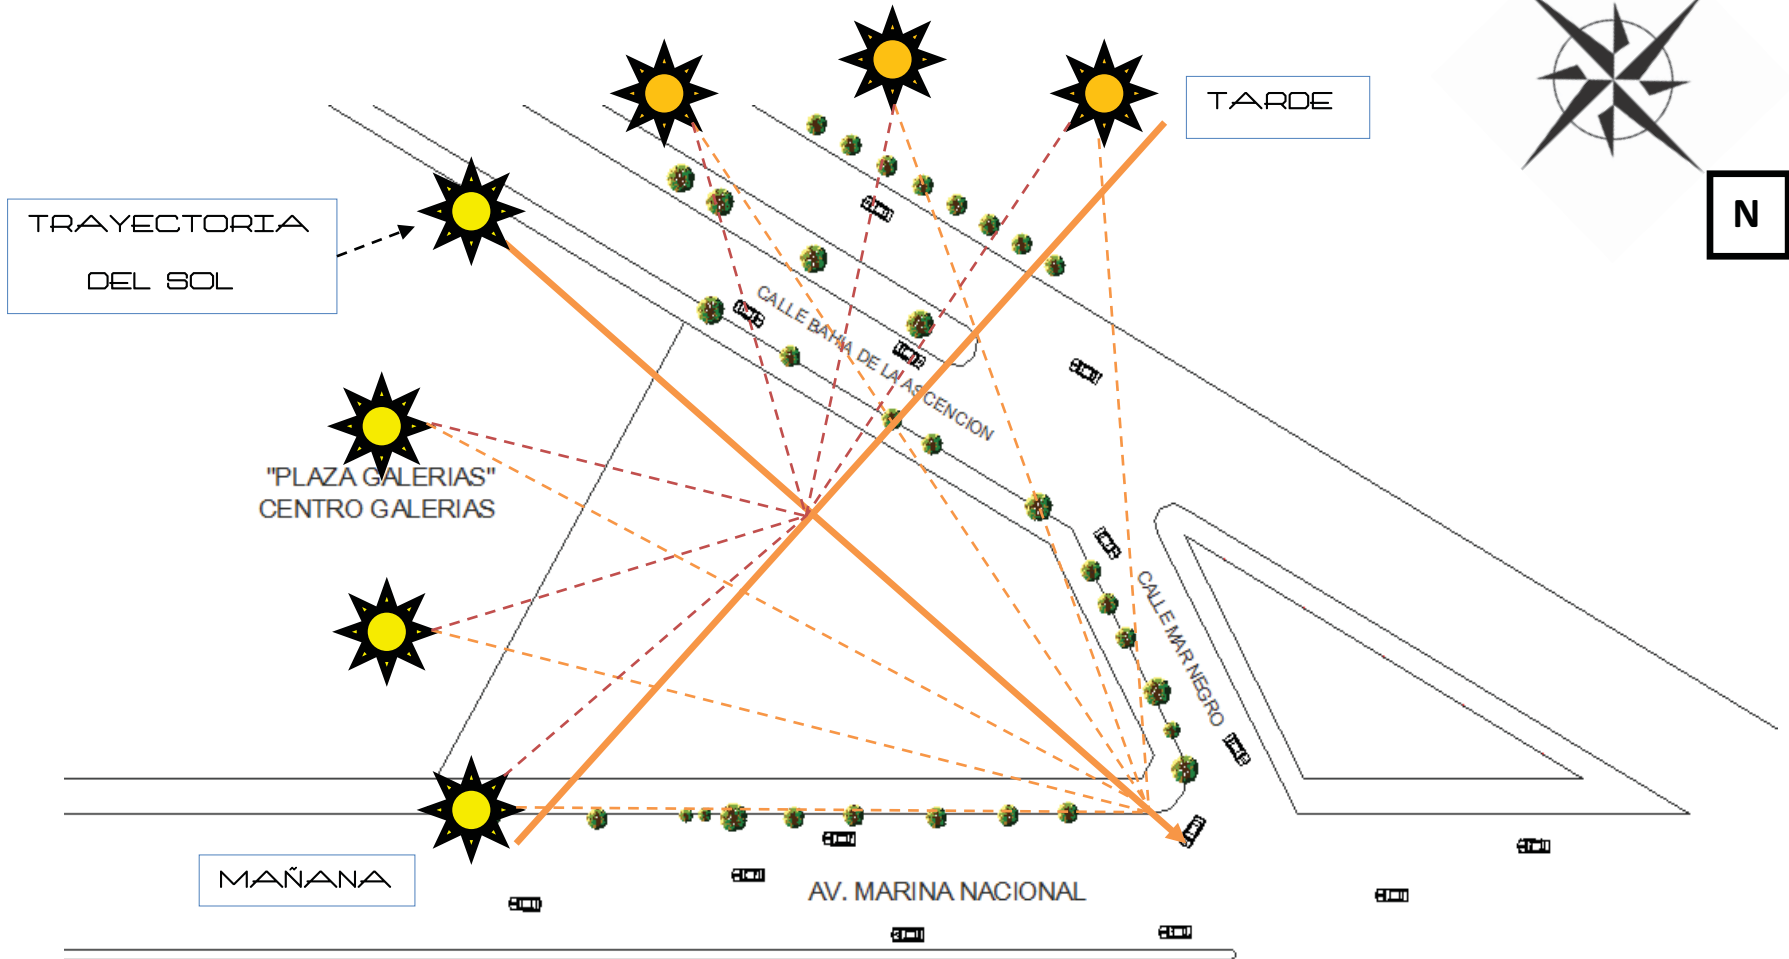 TARDE
N
TRAYECTORIA
DEL SOL
CALLE BAHIA DE LA ASCENCION
"PLAZA GALERIAS"
CENTRO GALERIAS
CALLE MAR NEGRO
MAÑANA
AV. MARINA NACIONAL